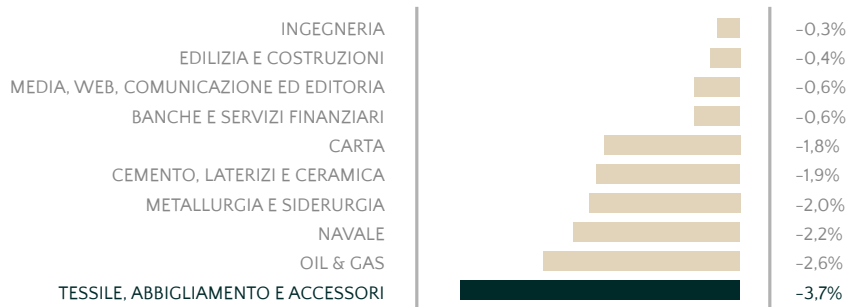 INGEGNERIA -0,3%
EDILIZIA E COSTRUZIONI -0,4%
MEDIA, WEB, COMUNICAZIONE ED EDITORIA -0,6%
BANCHE E SERVIZI FINANZIARI -0,6%
CARTA -1,8%
CEMENTO, LATERIZI E CERAMICA -1,9%
METALLURGIA E SIDERURGIA -2,0%
NAVALE -2,2%
OIL & GAS -2,6%
TESSILE, ABBIGLIAMENTO E ACCESSORI -3,7%